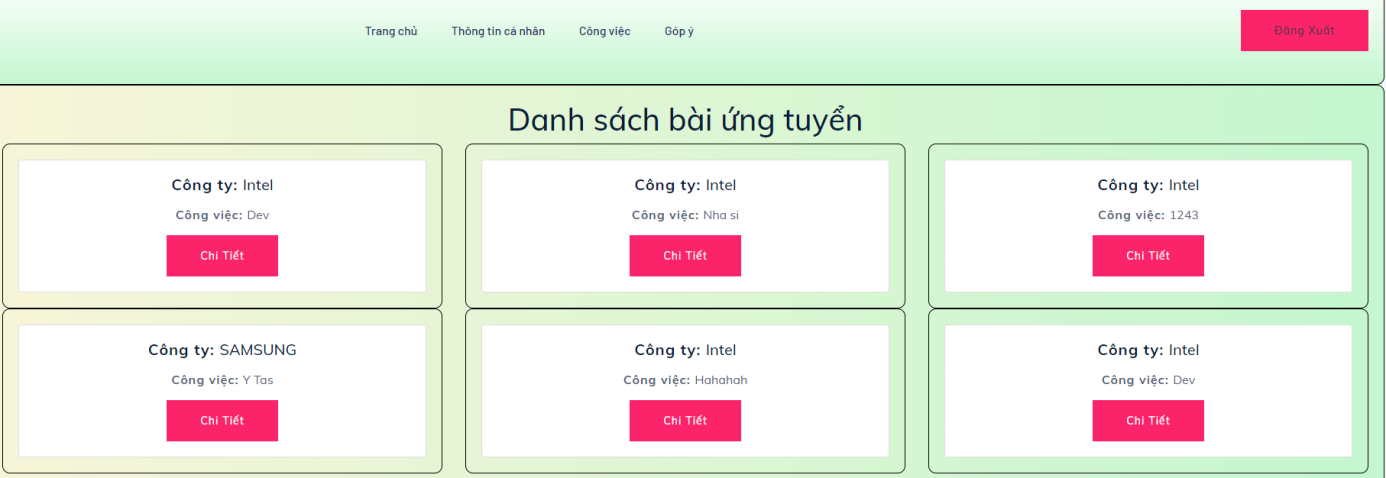 Trang chủ Thông tin cá nhân Công việc Góp ý Đăng Xuất
Danh sách bài ứng tuyển
Công ty: Intel
Công việc: Dev
Chi Tiết
Công ty: Intel
Công việc: Nha si
Chi Tiết
Công ty: Intel
Công việc: 1243
Chi Tiết
Công ty: SAMSUNG
Công việc: Y Tas
Chi Tiết
Công ty: Intel
Công việc: Hahahah
Chi Tiết
Công ty: Intel
Công việc: Dev
Chi Tiết